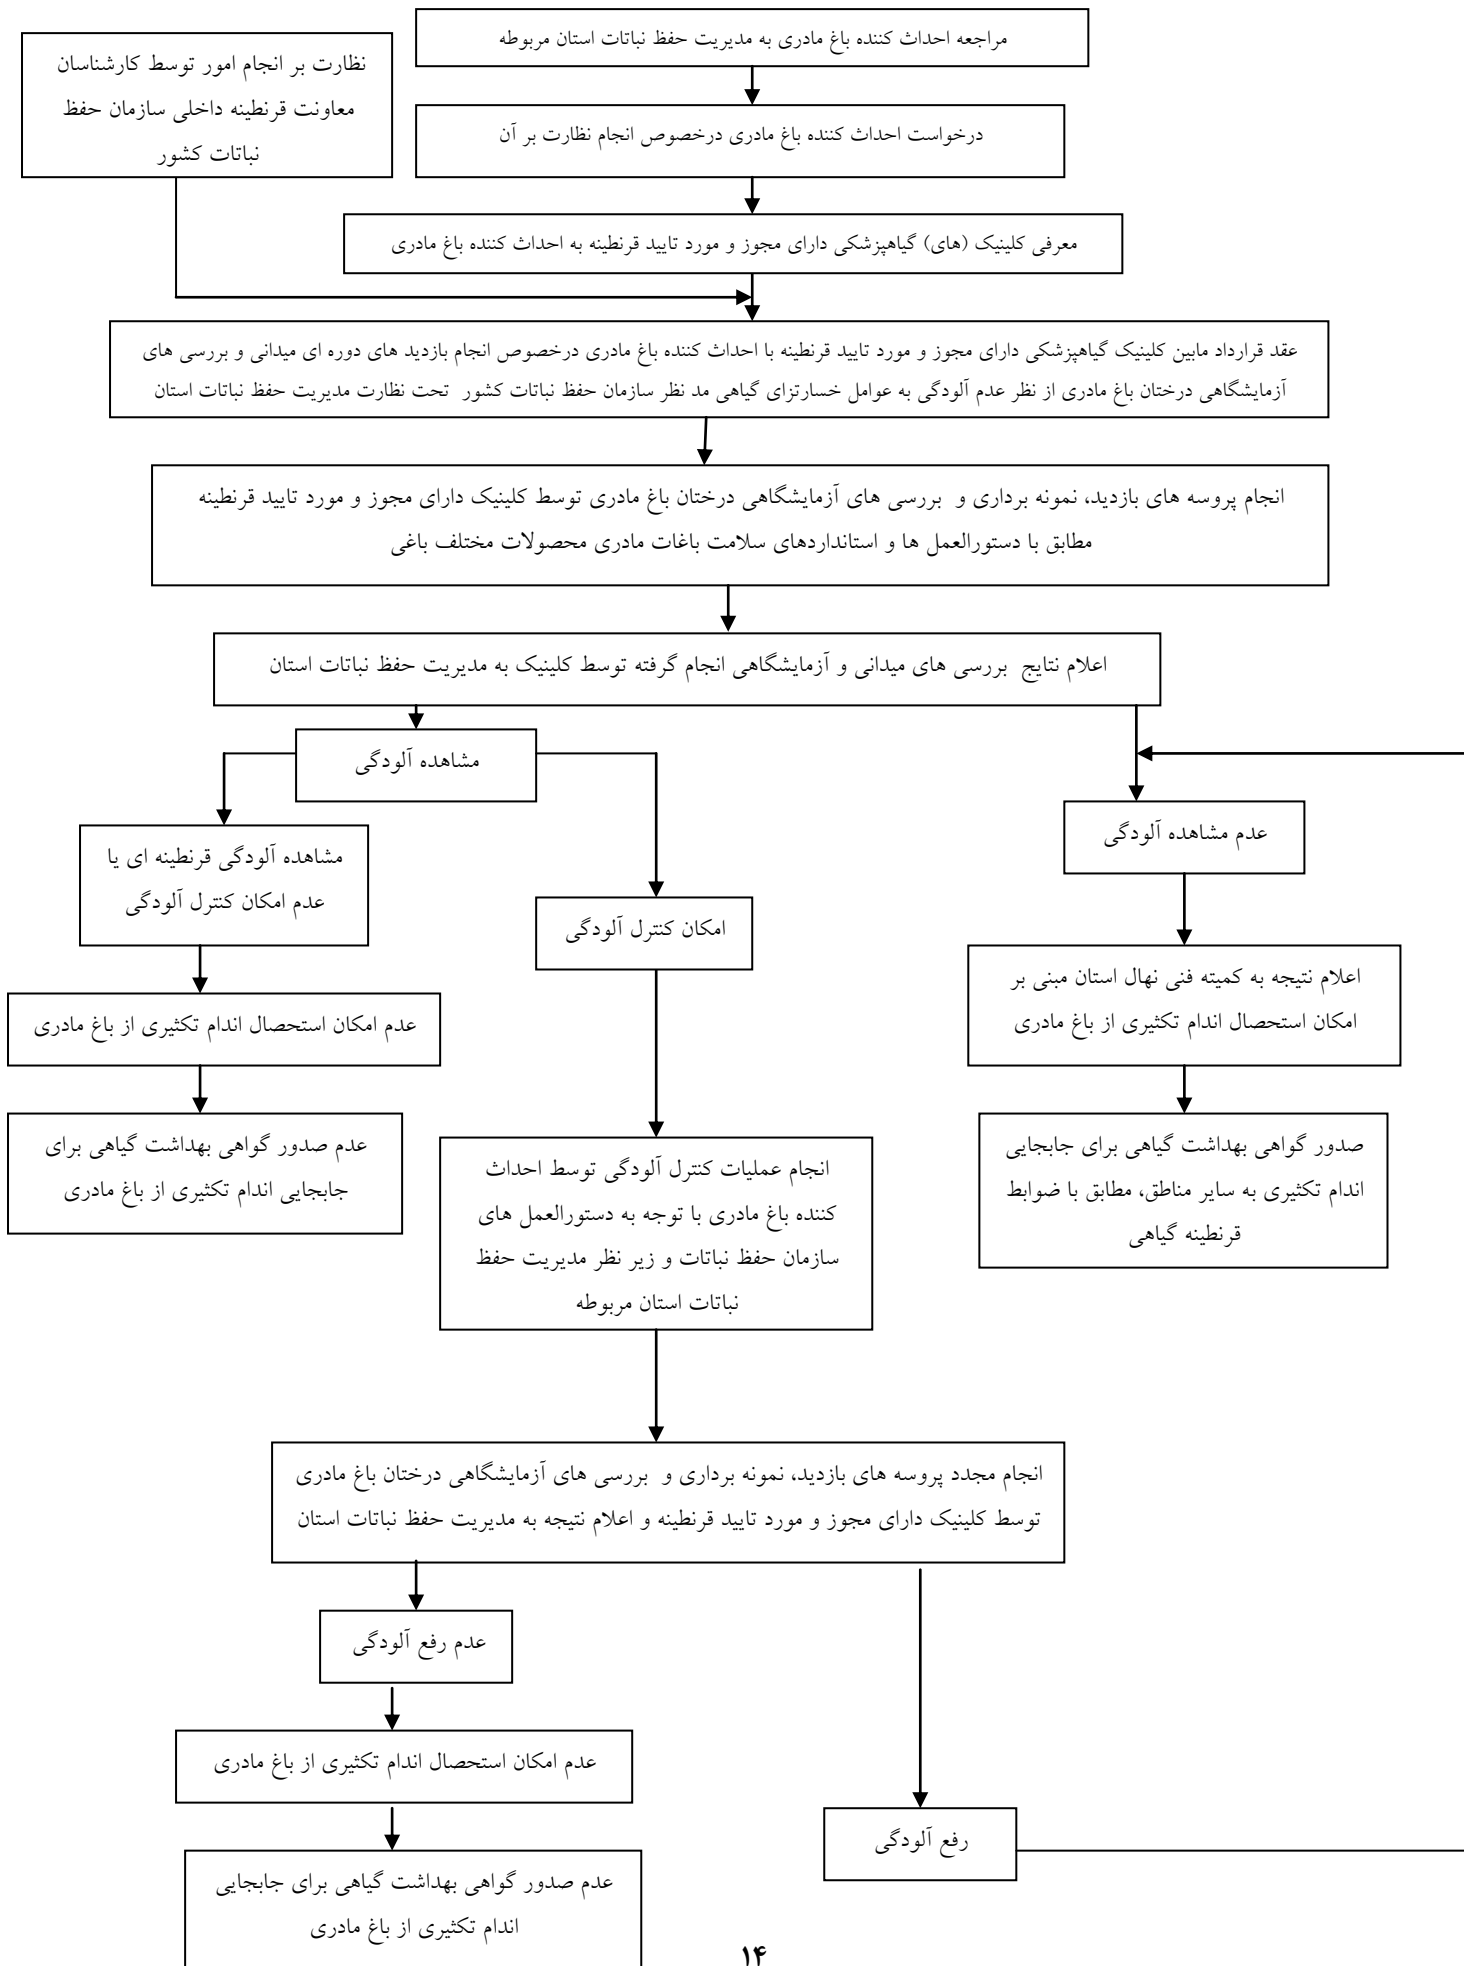 مراجعه احداث کننده باغ مادری به مدیریت حفظ نباتات استان مربوطه
نظارت بر انجام امور توسط کارشناسان
معاونت قرنطینه داخلی سازمان حفظ
نباتات کشور
درخواست احداث کننده باغ مادری درخصوص انجام نظارت بر آن
معرفی کلینیک (های) گیاهپزشکی دارای مجوز و مورد تایید قرنطینه به احداث کننده باغ مادری
عقد قرارداد مابین کلینیک گیاهپزشکی دارای مجوز و مورد تایید قرنطینه با احداث کننده باغ مادری درخصوص انجام بازدید های دوره ای میدانی و بررسی های
آزمایشگاهی درختان باغ مادری از نظر عدم آلودگی به عوامل خسارتزای گیاهی مد نظر سازمان حفظ نباتات کشور تحت نظارت مدیریت حفظ نباتات استان
انجام پروسه های بازدید، نمونه برداری و بررسی های آزمایشگاهی درختان باغ مادری توسط کلینیک دارای مجوز و مورد تایید قرنطینه
مطابق با دستورالعمل ها و استانداردهای سلامت باغات مادری محصولات مختلف باغی
اعلام نتایج بررسی های میدانی و آزمایشگاهی انجام گرفته توسط کلینیک به مدیریت حفظ نباتات استان
مشاهده آلودگی
عدم مشاهده آلودگی
مشاهده آلودگی قرنطینه ای یا
عدم امکان کنترل آلودگی
امکان کنترل آلودگی
اعلام نتیجه به کمیته فنی نهال استان مبنی بر
امکان استحصال اندام تکثیری از باغ مادری
عدم امکان استحصال اندام تکثیری از باغ مادری
صدور گواهی بهداشت گیاهی برای جابجایی
اندام تکثیری به سایر مناطق، مطابق با ضوابط
قرنطینه گیاهی
عدم صدور گواهی بهداشت گیاهی برای
جابجایی اندام تکثیری از باغ مادری
انجام عملیات کنترل آلودگی توسط احداث
کننده باغ مادری با توجه به دستورالعمل های
سازمان حفظ نباتات و زیر نظر مدیریت حفظ
نباتات استان مربوطه
انجام مجدد پروسه های بازدید، نمونه برداری و بررسی های آزمایشگاهی درختان باغ مادری
توسط کلینیک دارای مجوز و مورد تایید قرنطینه و اعلام نتیجه به مدیریت حفظ نباتات استان
عدم رفع آلودگی
عدم امکان استحصال اندام تکثیری از باغ مادری
رفع آلودگی
عدم صدور گواهی بهداشت گیاهی برای جابجایی
اندام تکثیری از باغ مادری
۱۴